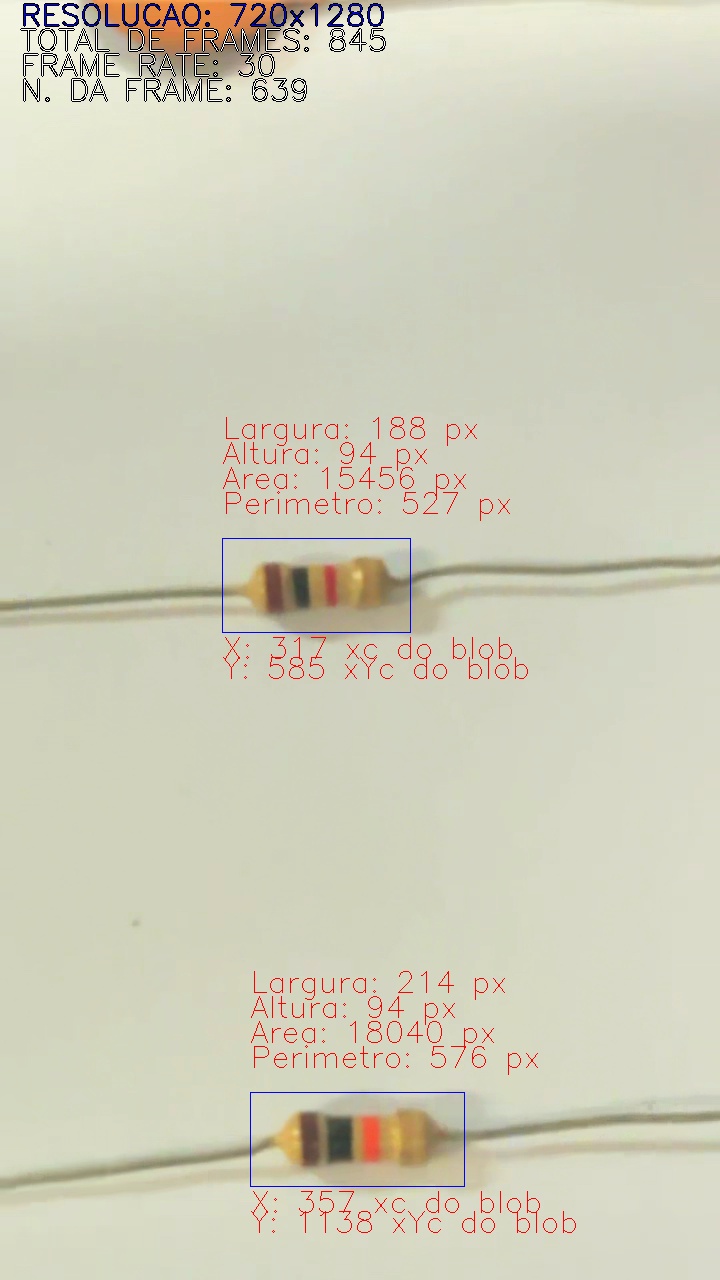 RESOLUCAO: 720x1280
TOTAL DE FRAMES: 845
FRAME RATE: 30
N. DA FRAME: 639
Largura: 188 px
Altura: 94 px
Area: 15456 px
Perimetro: 527 px
X: 317 xc do blob
Y: 585 xYc do blob
Largura: 214 px
Altura: 94 px
Area: 18040 px
Perimetro: 576 px
X: 357 xc do blob
Y: 1138 xYc do blob